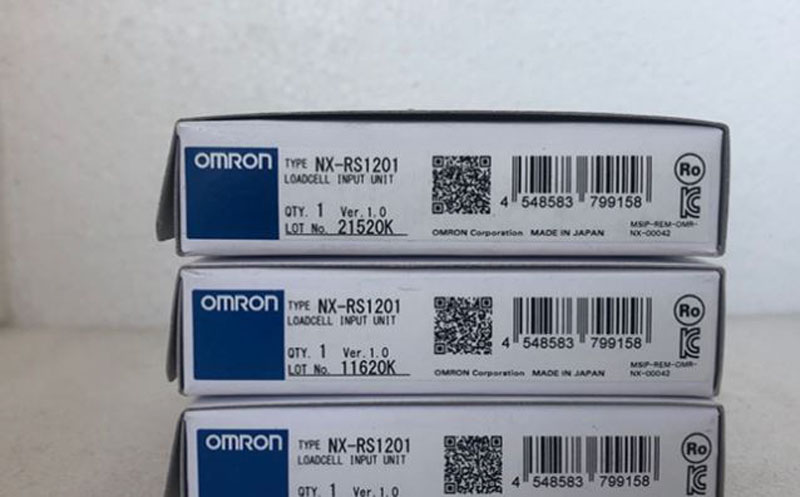 OMRON
TYPE NX-RS1201
LOADCELL INPUT UNIT
QTY. 1 Ver.1.0
LOT No. 21520K
4 548583 799158
OMRON Corporation MADE IN JAPAN
Ro
MSIP-REM-OMR-
NX-00042
OMRON
TYPE NX-RS1201
LOADCELL INPUT UNIT
QTY. 1 Ver.1.0
LOT No. 11620K
4 548583 799158
OMRON Corporation MADE IN JAPAN
Ro
MSIP-REM-OMR-
NX-00042
OMRON
TYPE NX-RS1201
LOADCELL INPUT UNIT
QTY. 1 Ver.1.0
4 548583 799158
Ro